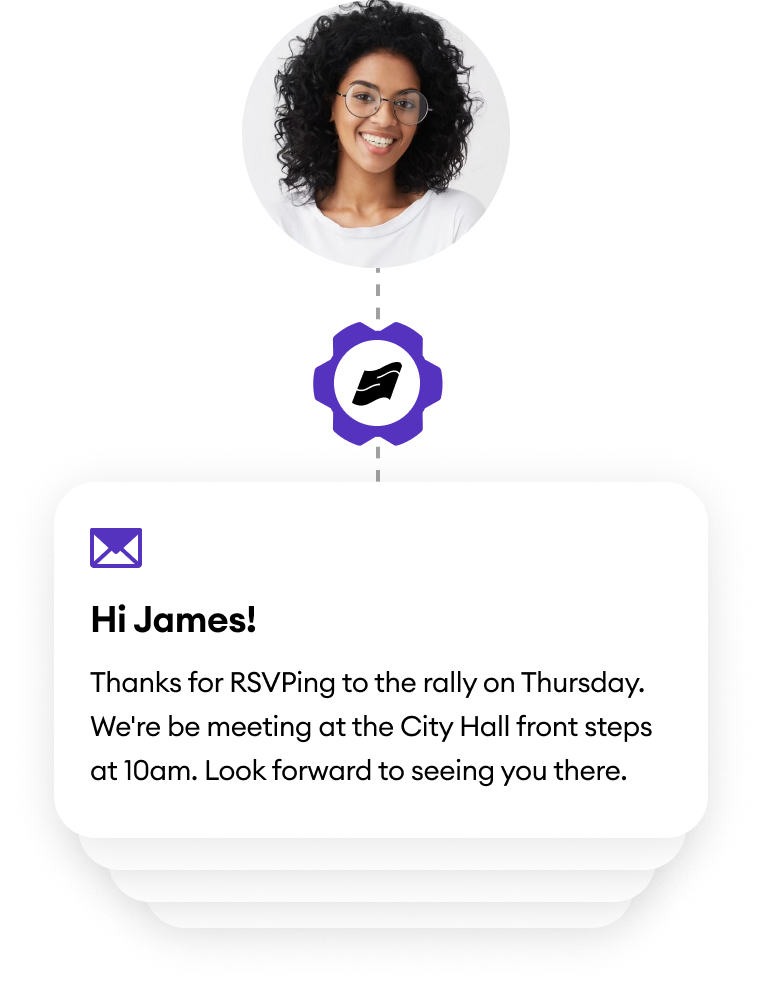 Hi James!
Thanks for RSVPing to the rally on Thursday.
We're be meeting at the City Hall front steps
at 10am. Look forward to seeing you there.